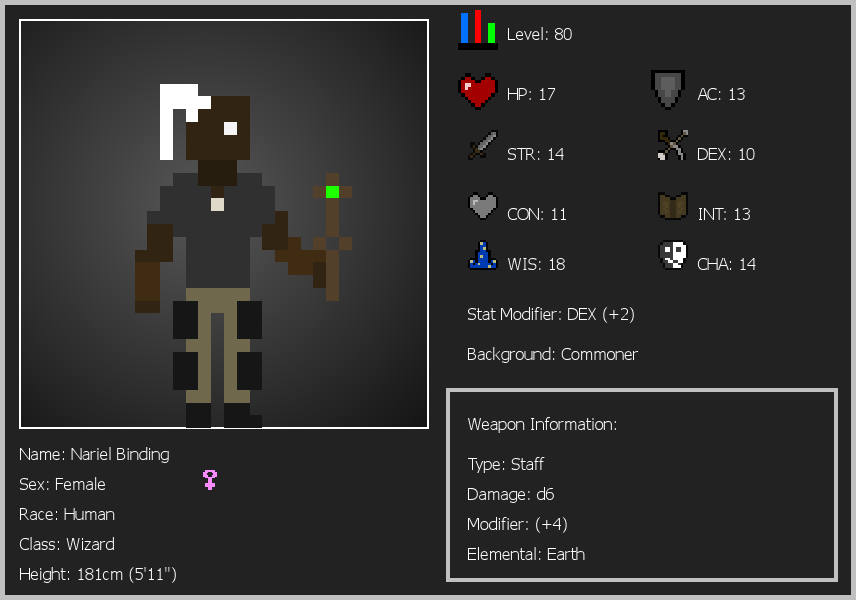 Level: 80
HP: 17
AC: 13
STR: 14
DEX: 10
CON: 11
INT: 13
WIS: 18
CHA: 14
Stat Modifier: DEX (+2)
Background: Commoner
Weapon Information:
Type: Staff
Damage: d6
Modifier: (+4)
Elemental: Earth
Name: Nariel Binding
Sex: Female
Race: Human
Class: Wizard
Height: 181cm (5'11")